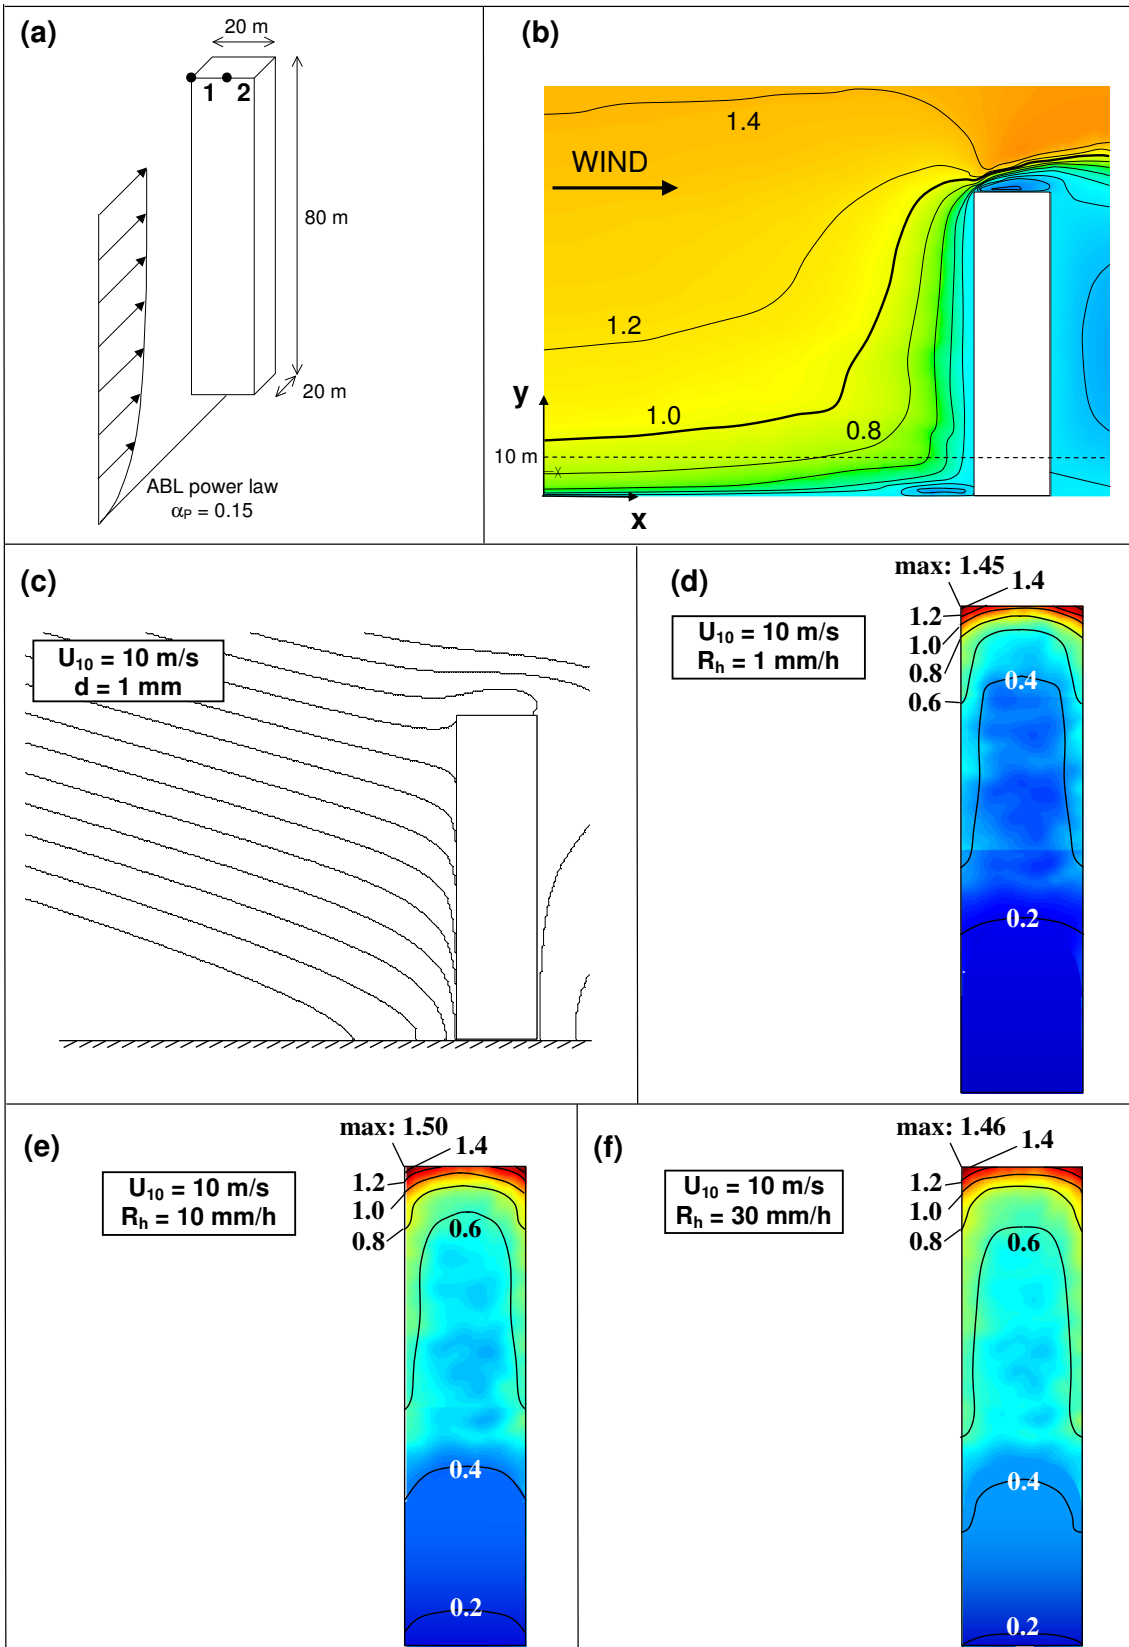 (a)
20 m
1 2
80 m
20 m
ABL power law
αP = 0.15
(b)
1.4
WIND
1.2
y
1.0
0.8
10 m
X
x
(c)
U10 = 10 m/s
d = 1 mm
(d)
max: 1.45
1.4
U10 = 10 m/s
Rh = 1 mm/h
1.2
1.0
0.8
0.6
0.4
0.2
(e)
max: 1.50
1.4
U10 = 10 m/s
Rh = 10 mm/h
1.2
1.0
0.8
0.6
0.4
0.2
(f)
max: 1.46
1.4
U10 = 10 m/s
Rh = 30 mm/h
1.2
1.0
0.8
0.6
0.4
0.2